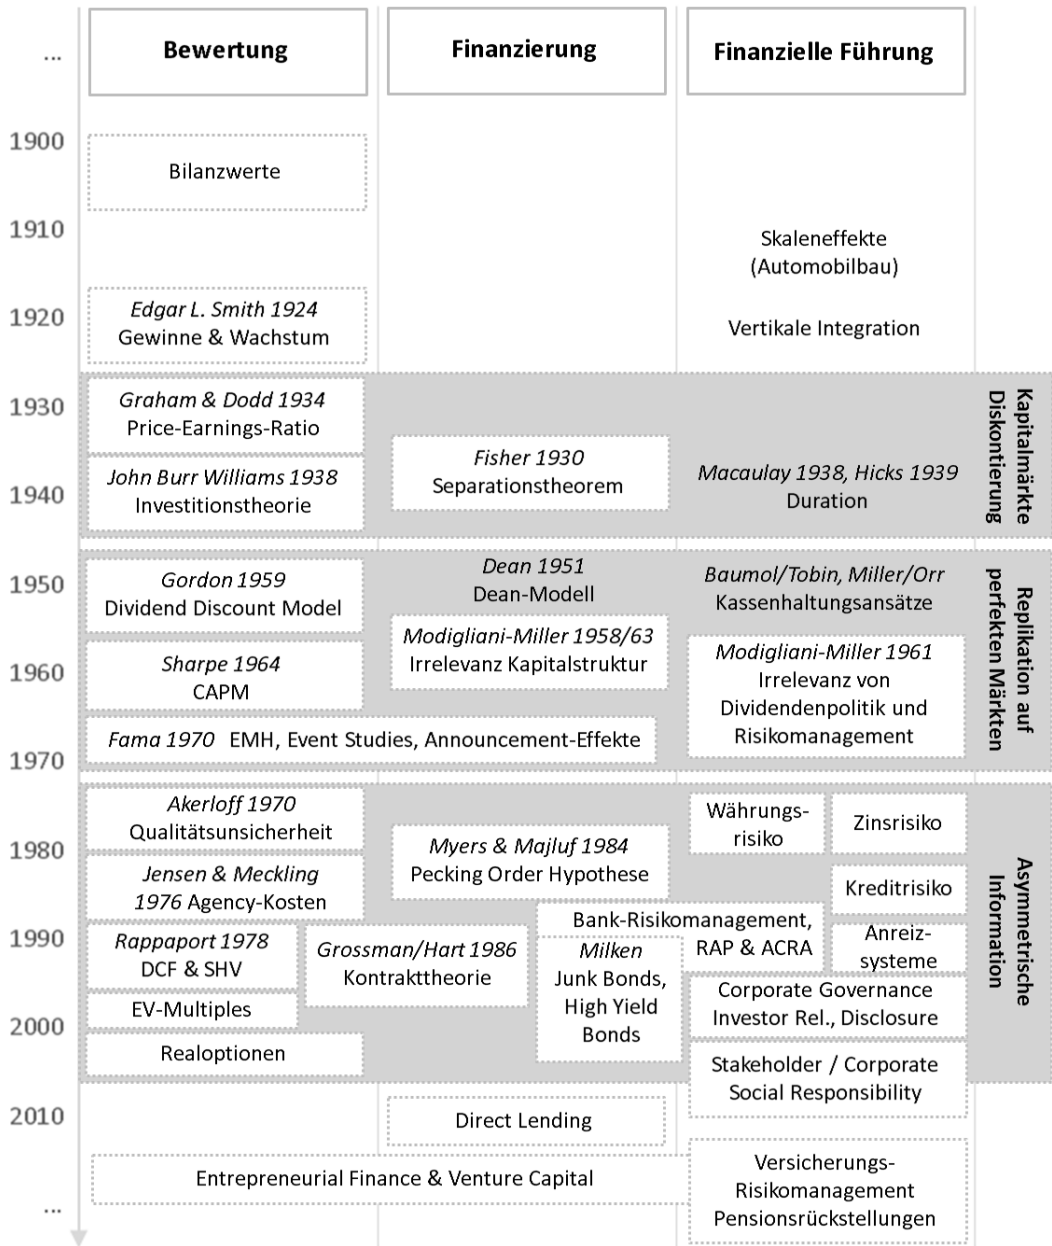 Bewertung
Finanzierung
Finanzielle Führung
...
1900
Bilanzwerte
1910
Skaleneffekte
(Automobilbau)
1920
Edgar L. Smith 1924
Gewinne & Wachstum
Vertikale Integration
1930
Graham & Dodd 1934
Price-Earnings-Ratio
John Burr Williams 1938
Investitionstheorie
Fisher 1930
Separationstheorem
Macaulay 1938, Hicks 1939
Duration
Kapitalmärkte
Diskontierung
1940
1950
Gordon 1959
Dividend Discount Model
Dean 1951
Dean-Modell
Baumol/Tobin, Miller/Orr
Kassenhaltungsansätze
Modigliani-Miller 1958/63
Irrelevanz Kapitalstruktur
Modigliani-Miller 1961
Irrelevanz von
Dividendenpolitik und
Risikomanagement
Replikation auf
perfekten Märkten
1960
Sharpe 1964
CAPM
Fama 1970 EMH, Event Studies, Announcement-Effekte
1970
Akerloff 1970
Qualitätsunsicherheit
Währungs-
risiko
Zinsrisiko
1980
Myers & Majluf 1984
Pecking Order Hypothese
Jensen & Meckling
1976 Agency-Kosten
Kreditrisiko
Asymmetrische
Information
Bank-Risikomanagement,
RAP & ACRA
Anreiz-
systeme
1990
Rappaport 1978
DCF & SHV
Grossman/Hart 1986
Kontrakttheorie
Milken
Junk Bonds,
High Yield
Bonds
Corporate Governance
Investor Rel., Disclosure
EV-Multiples
2000
Realoptionen
Stakeholder / Corporate
Social Responsibility
2010
Direct Lending
Entrepreneurial Finance & Venture Capital
Versicherungs-
Risikomanagement
Pensionsrückstellungen
...